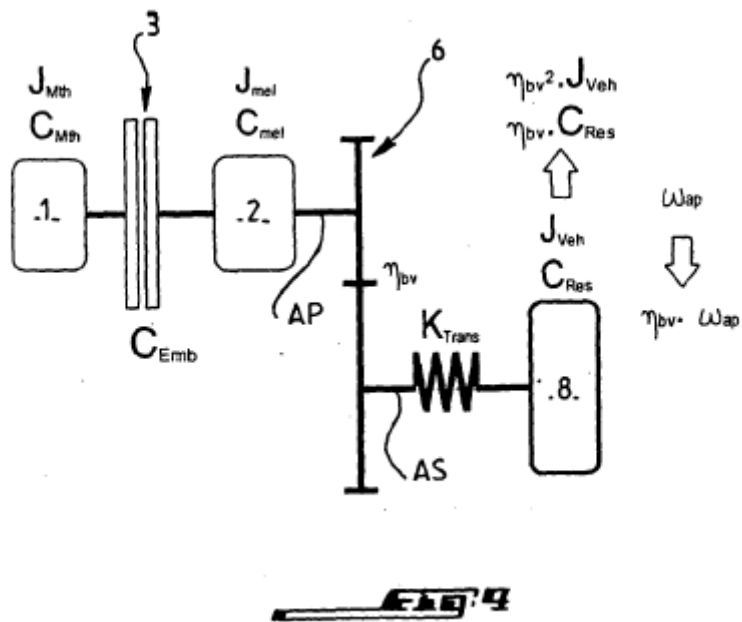 3
6
J_Mth
C_Mth
J_mel
C_mel
η_bv². J_Veh
η_bv. C_Res
-1-
-2-
ω_ap
J_Veh
C_Res
AP
η_bv
K_Trans
η_bv. ω_ap
C_Emb
-8-
AS
Fig. 4